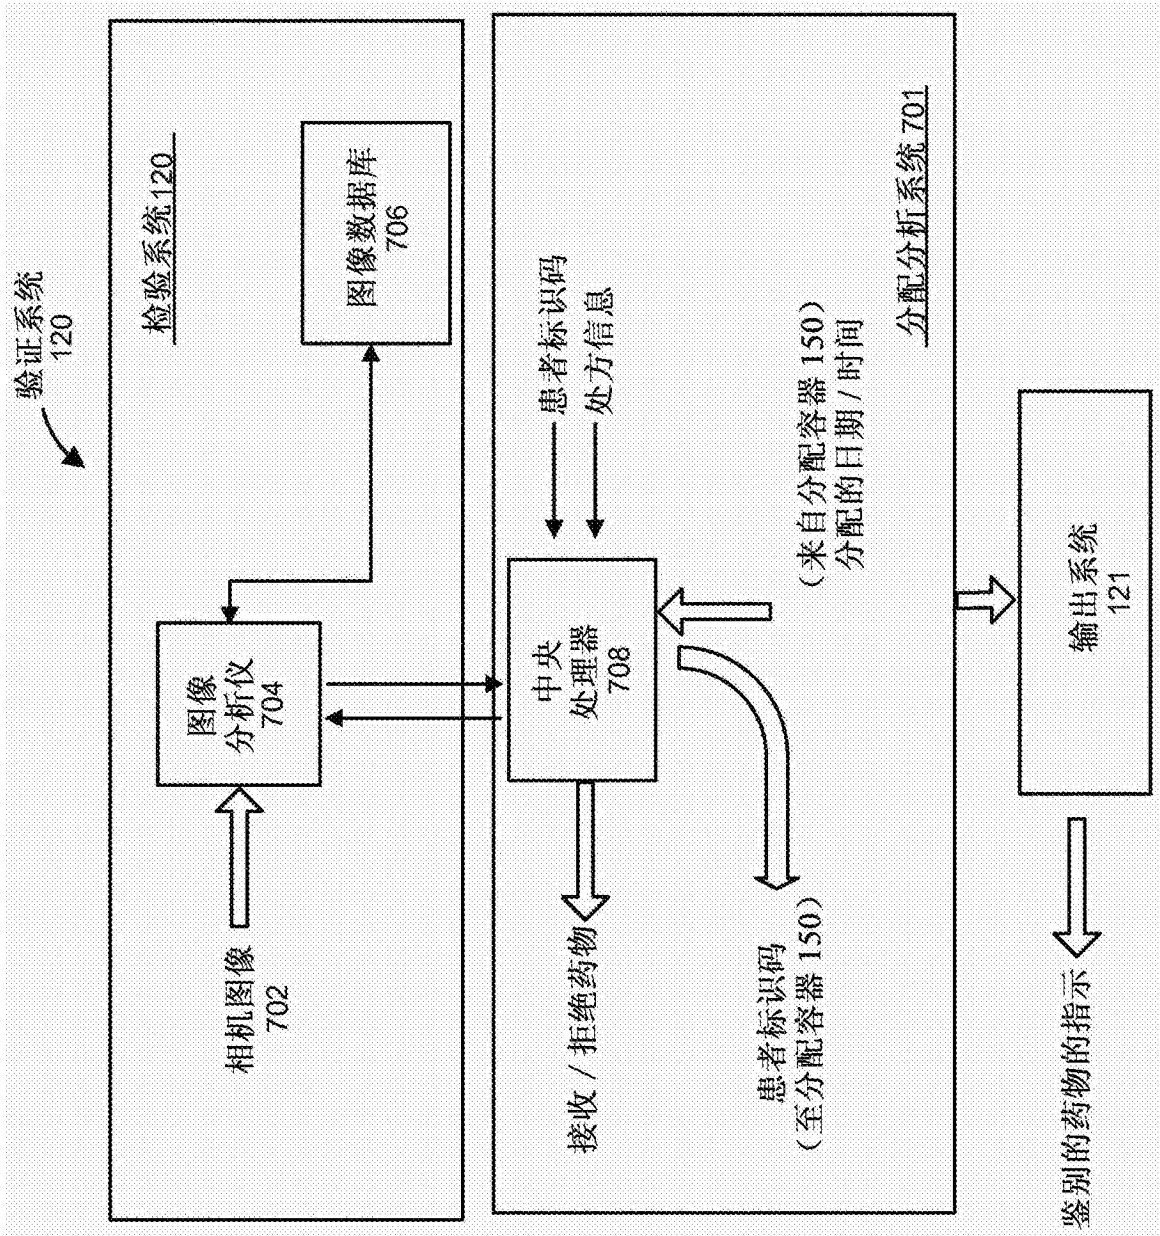 验证系统
120
检验系统 120
图像数据库
706
图像
分析仪
704
相机图像
702
患者标识码
处方信息
中央
处理器
708
接收 / 拒绝药物
(来自分配容器 150)
分配的日期 / 时间
患者标识码
(至分配容器 150)
分配分析系统 701
输出系统
121
鉴别的药物的指示